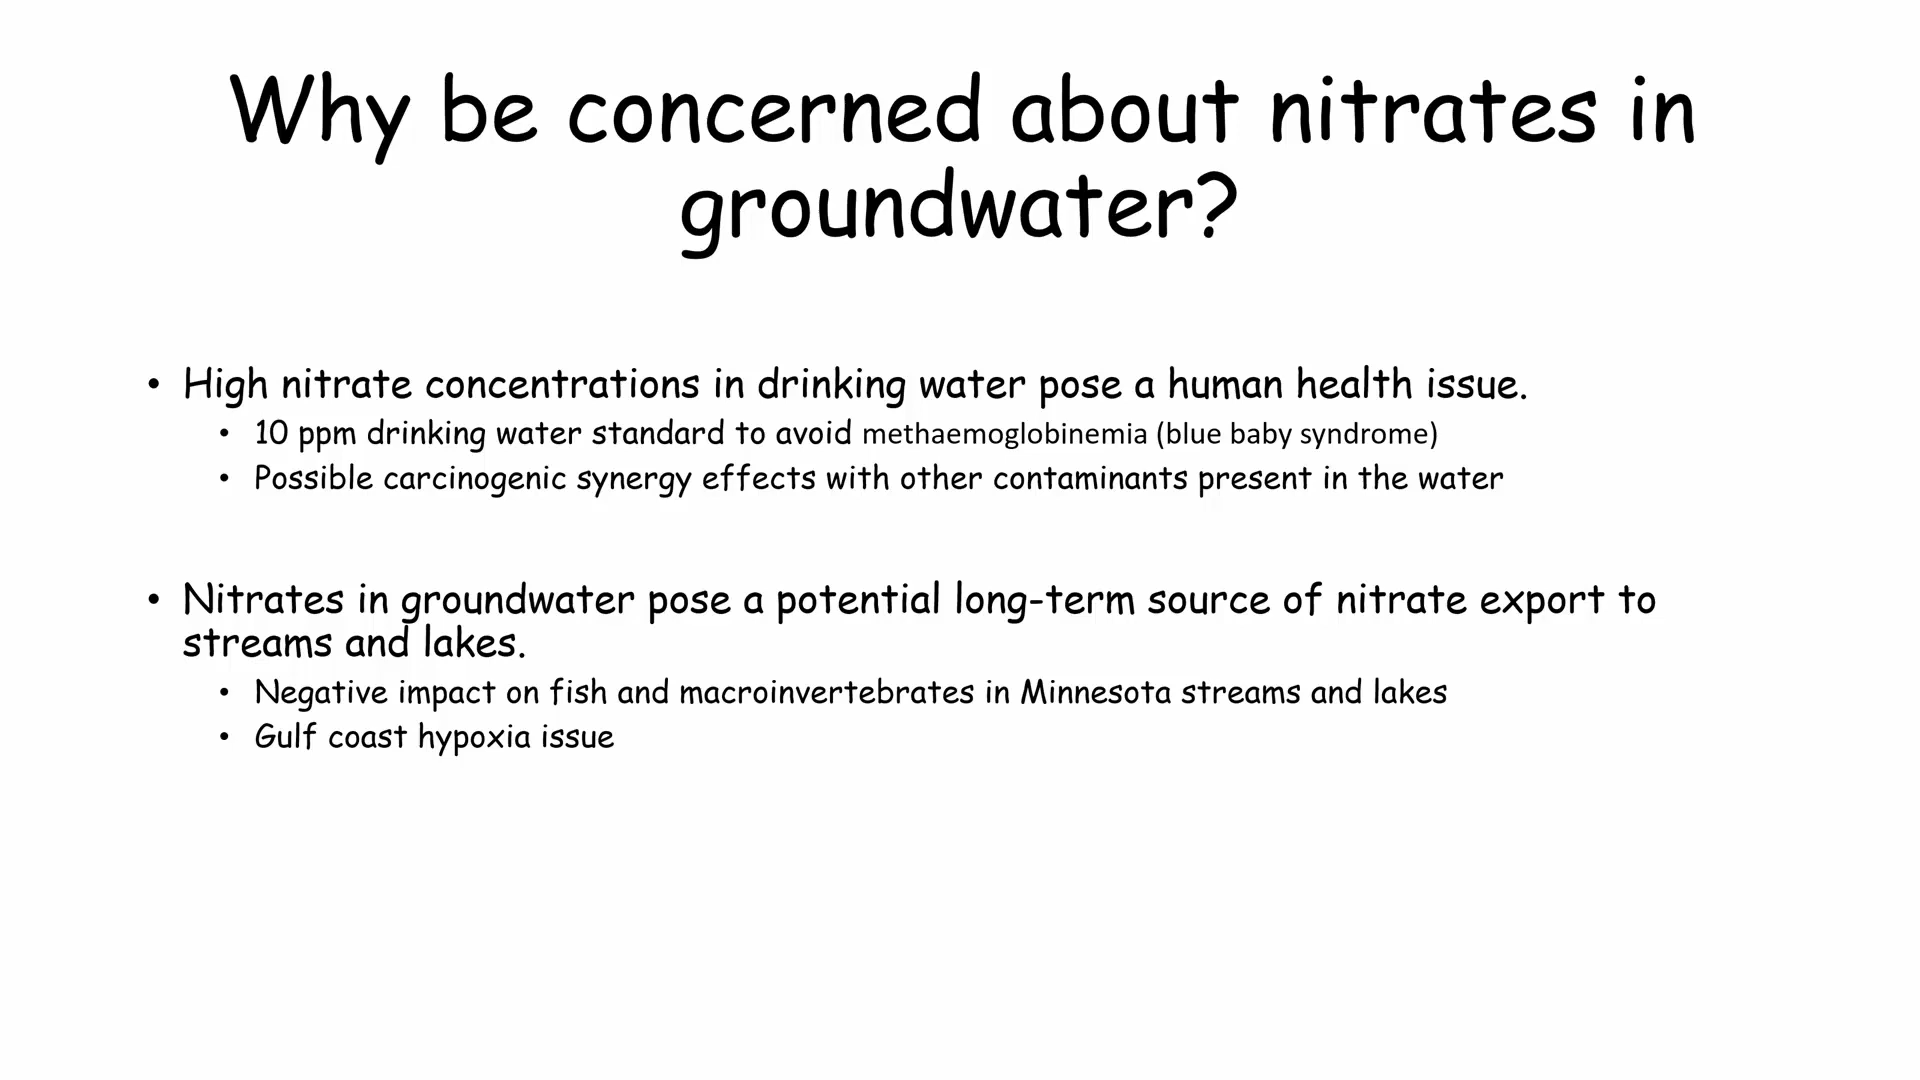 Why be concerned about nitrates in
groundwater?
• High nitrate concentrations in drinking water pose a human health issue.
• 10 ppm drinking water standard to avoid methaemoglobinemia (blue baby syndrome)
• Possible carcinogenic synergy effects with other contaminants present in the water
• Nitrates in groundwater pose a potential long-term source of nitrate export to
streams and lakes.
• Negative impact on fish and macroinvertebrates in Minnesota streams and lakes
• Gulf coast hypoxia issue